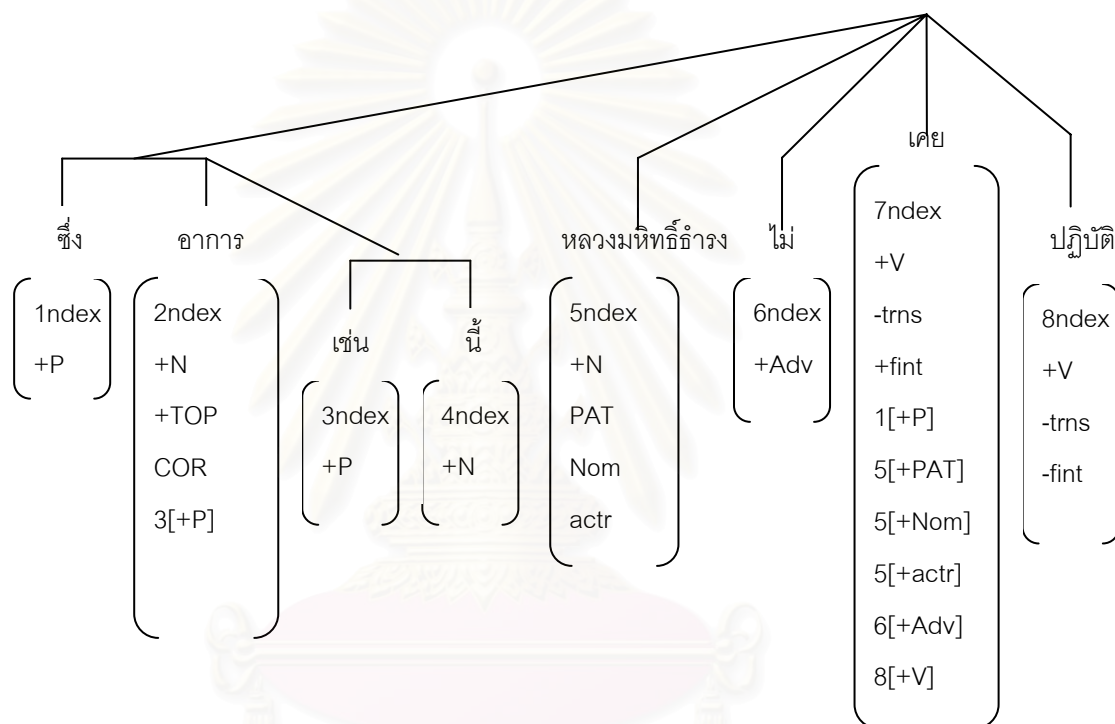 เคย
ซึ่ง อาการ หลวงมหิทธิ์ธำรง ไม่ ปฏิบัติ
เช่น นี้
1ndex
+P
2ndex
+N
+TOP
COR
3[+P]
3ndex
+P
4ndex
+N
5ndex
+N
PAT
Nom
actr
6ndex
+Adv
7ndex
+V
-trns
+fint
1[+P]
5[+PAT]
5[+Nom]
5[+actr]
6[+Adv]
8[+V]
8ndex
+V
-trns
-fint